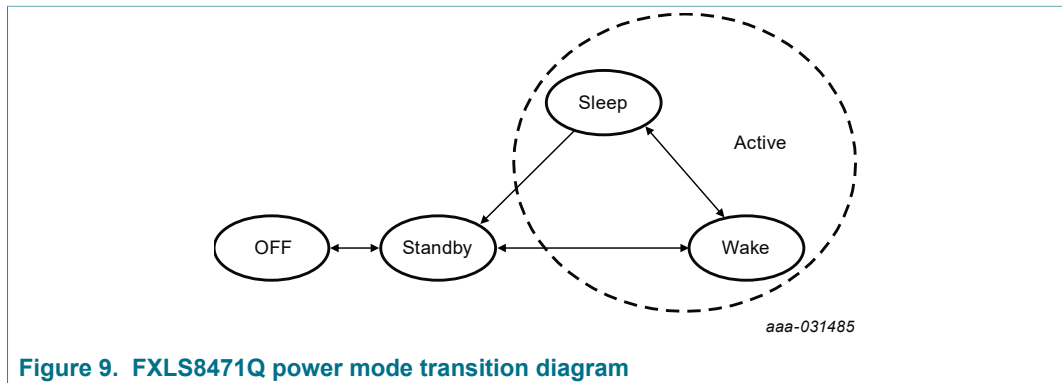 Sleep
Active
OFF
Standby
Wake
aaa-031485
Figure 9. FXLS8471Q power mode transition diagram